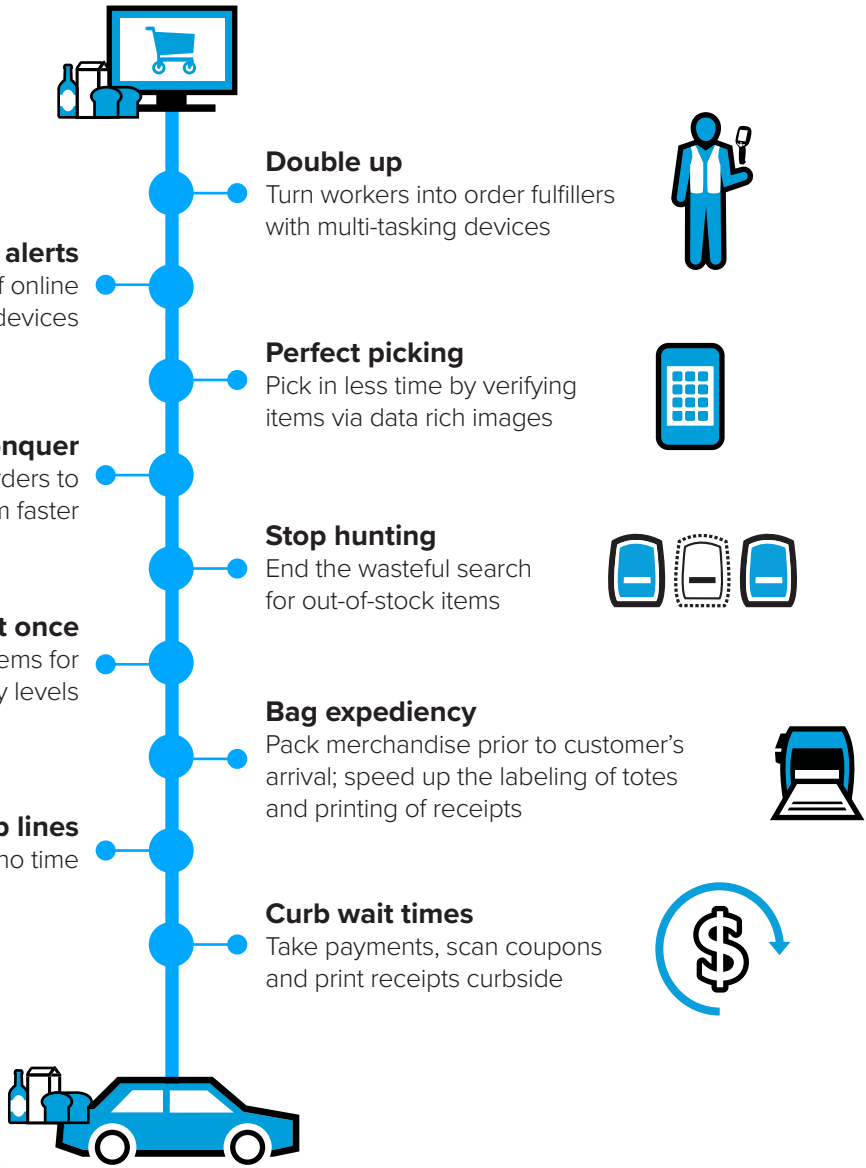 Double up
Turn workers into order fulfillers
with multi-tasking devices
alerts
online
devices
Perfect picking
Pick in less time by verifying
items via data rich images
to
faster
Stop hunting
End the wasteful search
for out-of-stock items
once
for
levels
Bag expediency
Pack merchandise prior to customer's
arrival; speed up the labeling of totes
and printing of receipts
lines
no time
Curb wait times
Take payments, scan coupons
and print receipts curbside
$